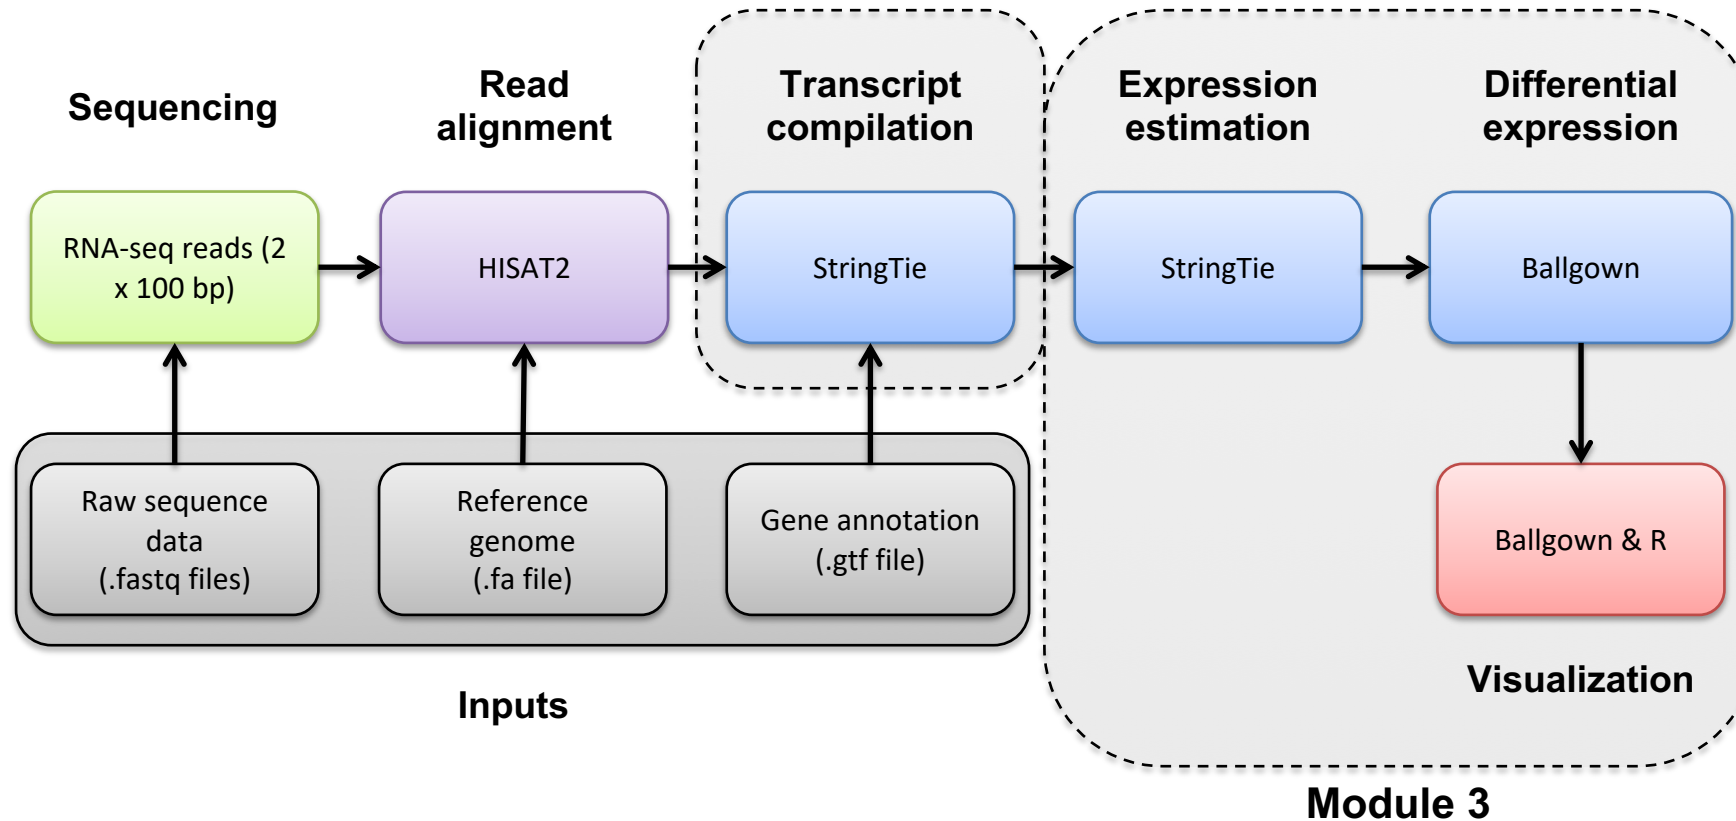 Sequencing
Read
alignment
Transcript
compilation
Expression
estimation
Differential
expression
RNA-seq reads (2
x 100 bp)
HISAT2
StringTie
StringTie
Ballgown
Raw sequence
data
(.fastq files)
Reference
genome
(.fa file)
Gene annotation
(.gtf file)
Ballgown & R
Inputs
Visualization
Module 3